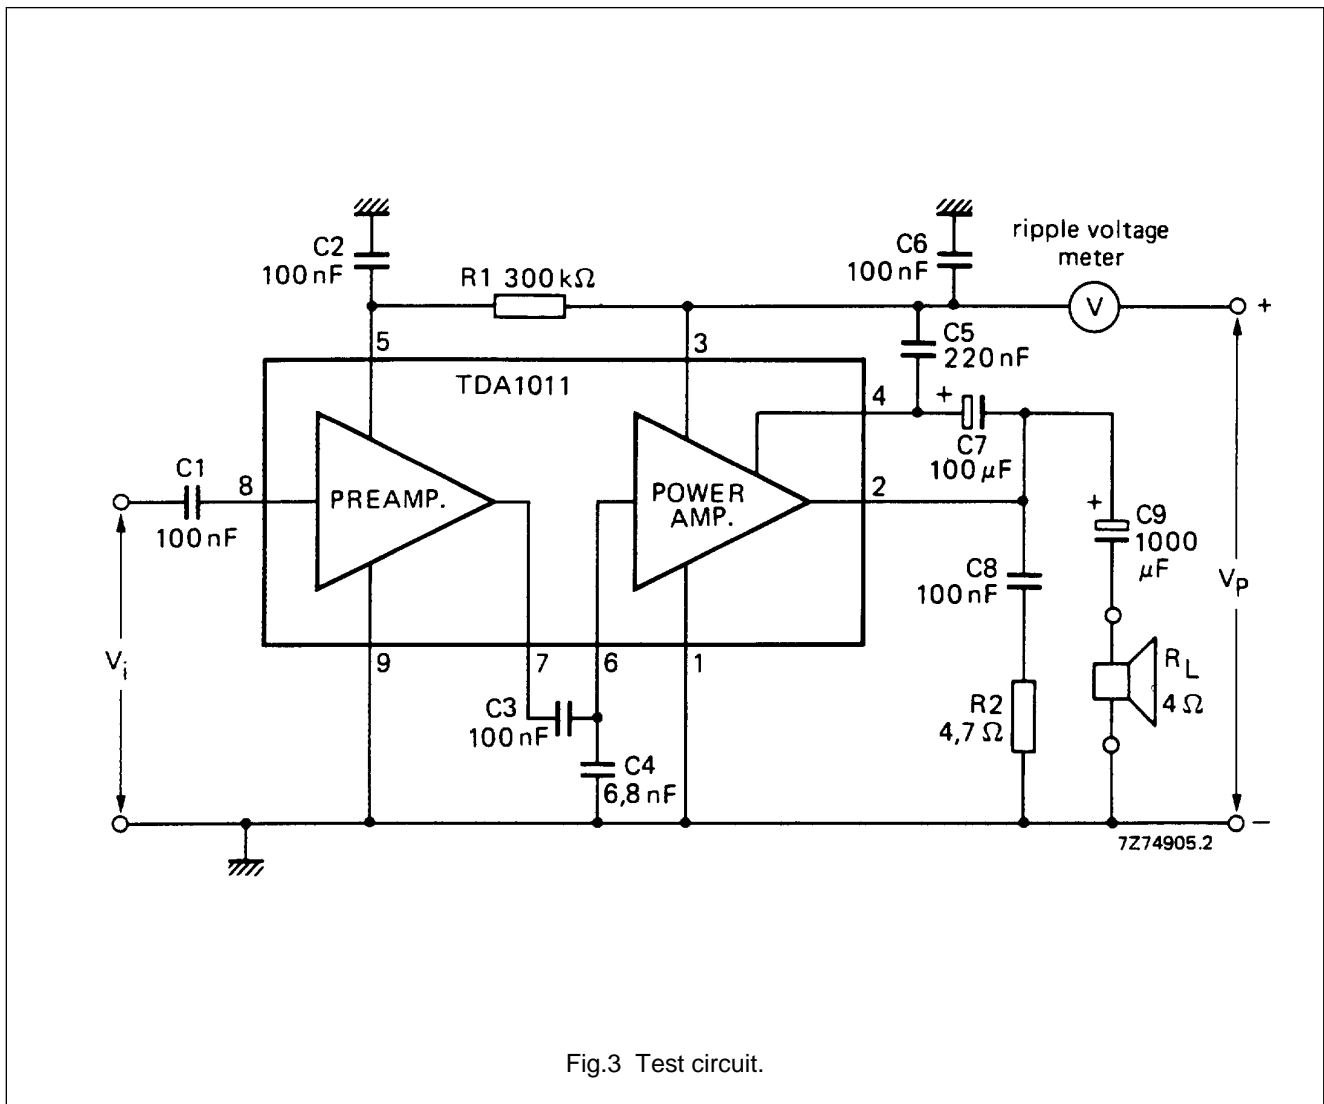 ripple voltage
meter
C2
100 nF
C6
100 nF
R1 300 kΩ
V
+
5
3
C5
220 nF
TDA1011
4
+
C7
100 µF
C1
100 nF
8
PREAMP.
POWER
AMP.
2
+
C9
1000
µF
C8
100 nF
Vp
Vi
9
7
6
1
RL
4 Ω
C3
100 nF
R2
4,7 Ω
C4
6,8 nF
–
7Z74905.2
Fig.3 Test circuit.